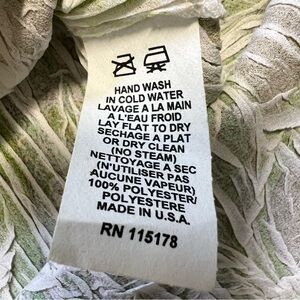 HAND WASH
IN COLD WATER
LAVAGE A LA MAIN
A L'EAU FROID
LAY FLAT TO DRY
SECHAGE A PLAT
OR DRY CLEAN
(NO STEAM)
NETTOYAGE A SEC
(N'UTILISER PAS
AUCUNE VAPEUR)
100% POLYESTER/
POLYESTERE
MADE IN U.S.A.
RN 115178